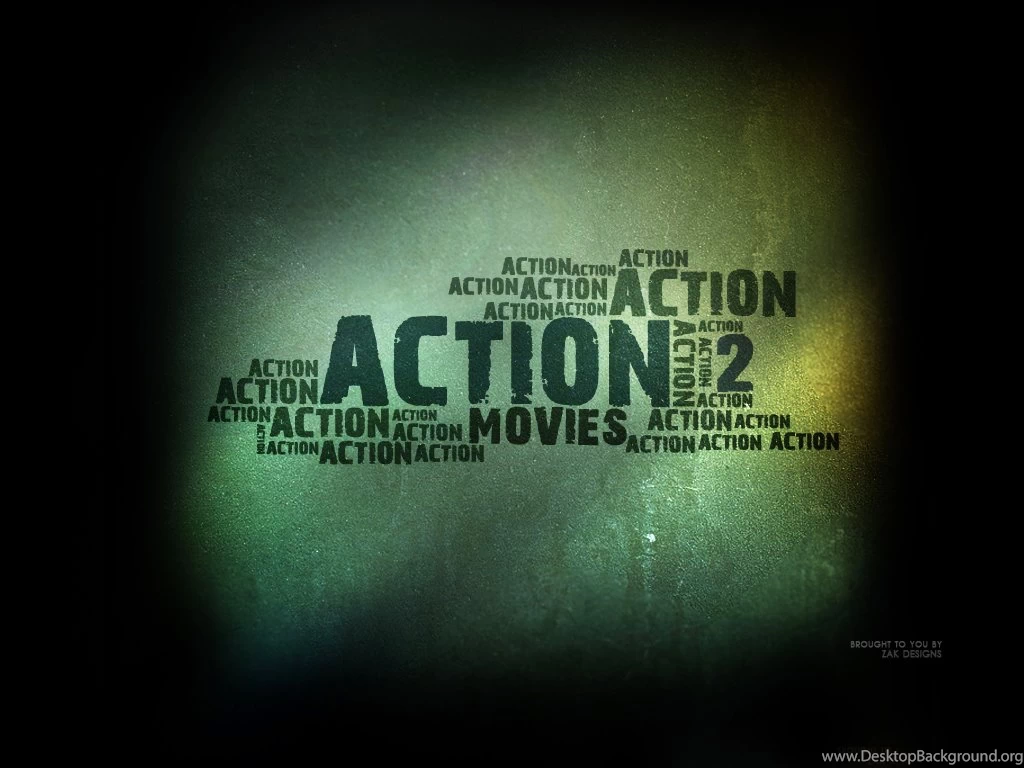 ACTION
ACTION ACTION
ACTION ACTION ACTION
ACTION ACTION
ACTION ACTION ACTION
ACTION ACTION 2
ACTION
ACTION ACTION
ACTION ACTION ACTION ACTION ACTION
ACTION ACTION MOVIES ACTION ACTION ACTION
ACTION ACTION ACTION
BROUGHT TO YOU BY
ZAK DESIGNS
www.DesktopBackground.org